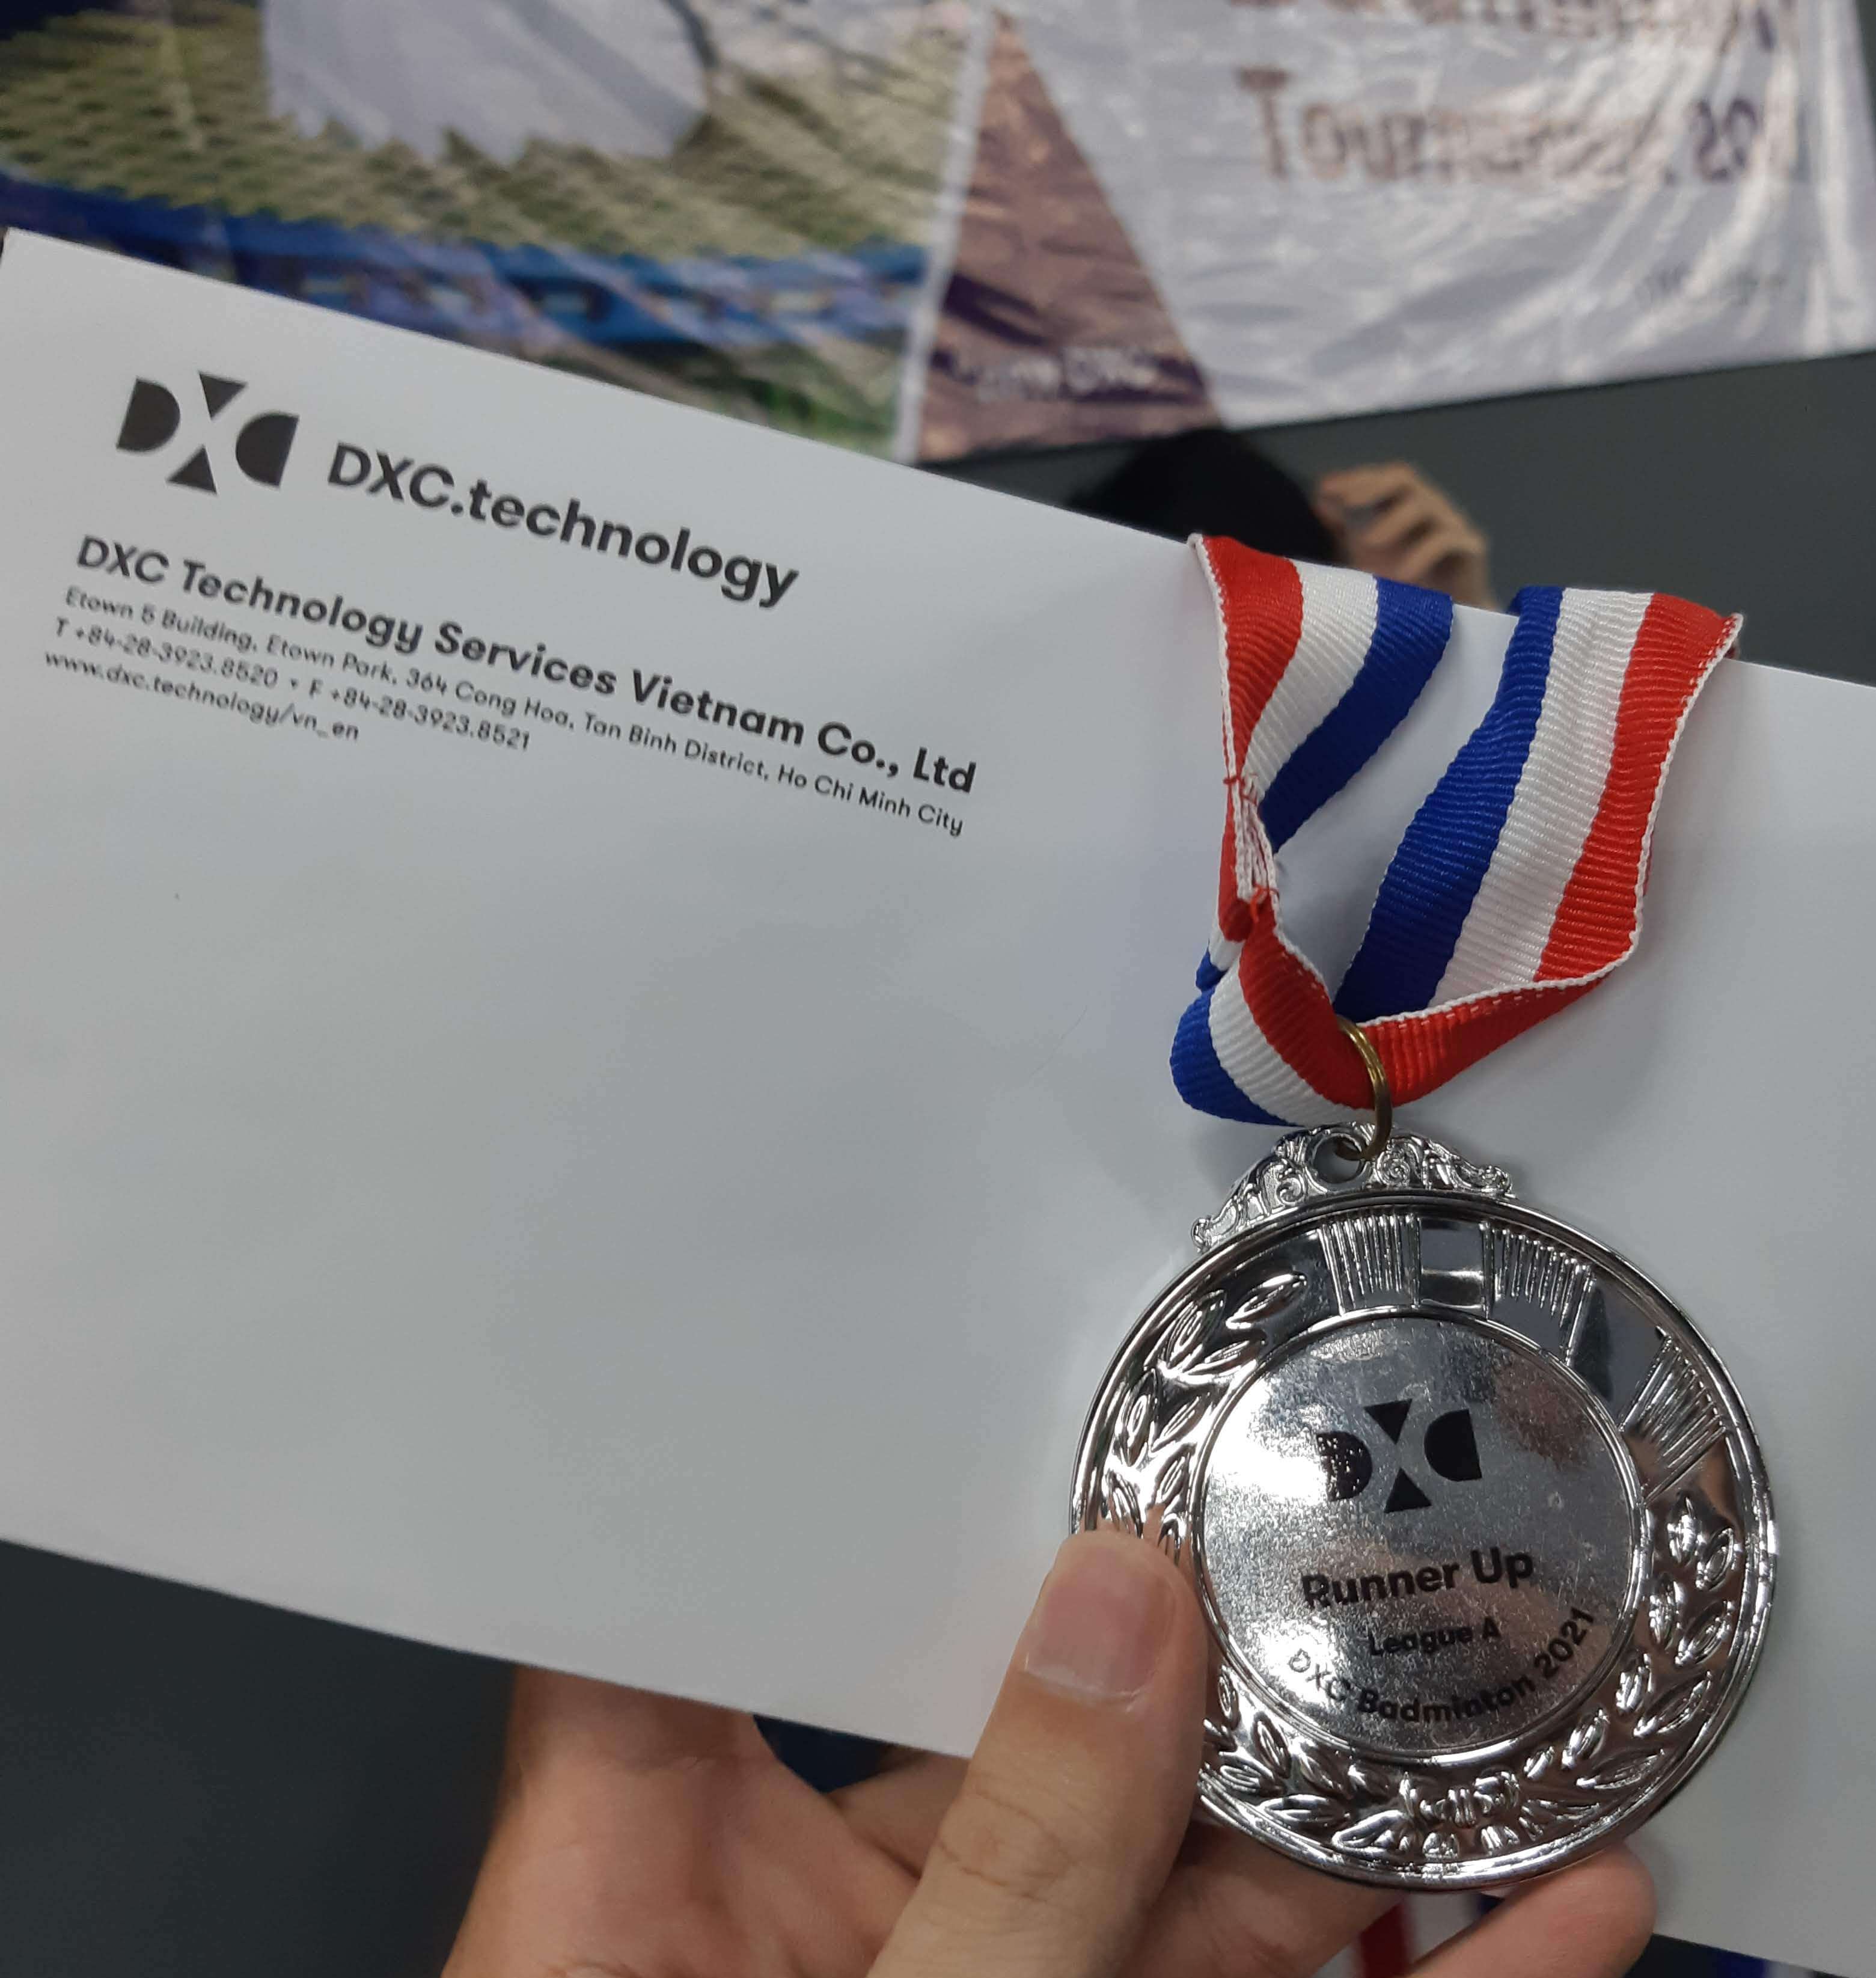 DXC.technology
DXC Technology Services Vietnam Co., Ltd
Etown 5 Building, Etown Park, 364 Cong Hoa, Tan Binh District, Ho Chi Minh City
T +84-28-3923.8520 • F +84-28-3923.8521
www.dxc.technology/vn_en
Runner Up
League A
DXC Badminton 2021